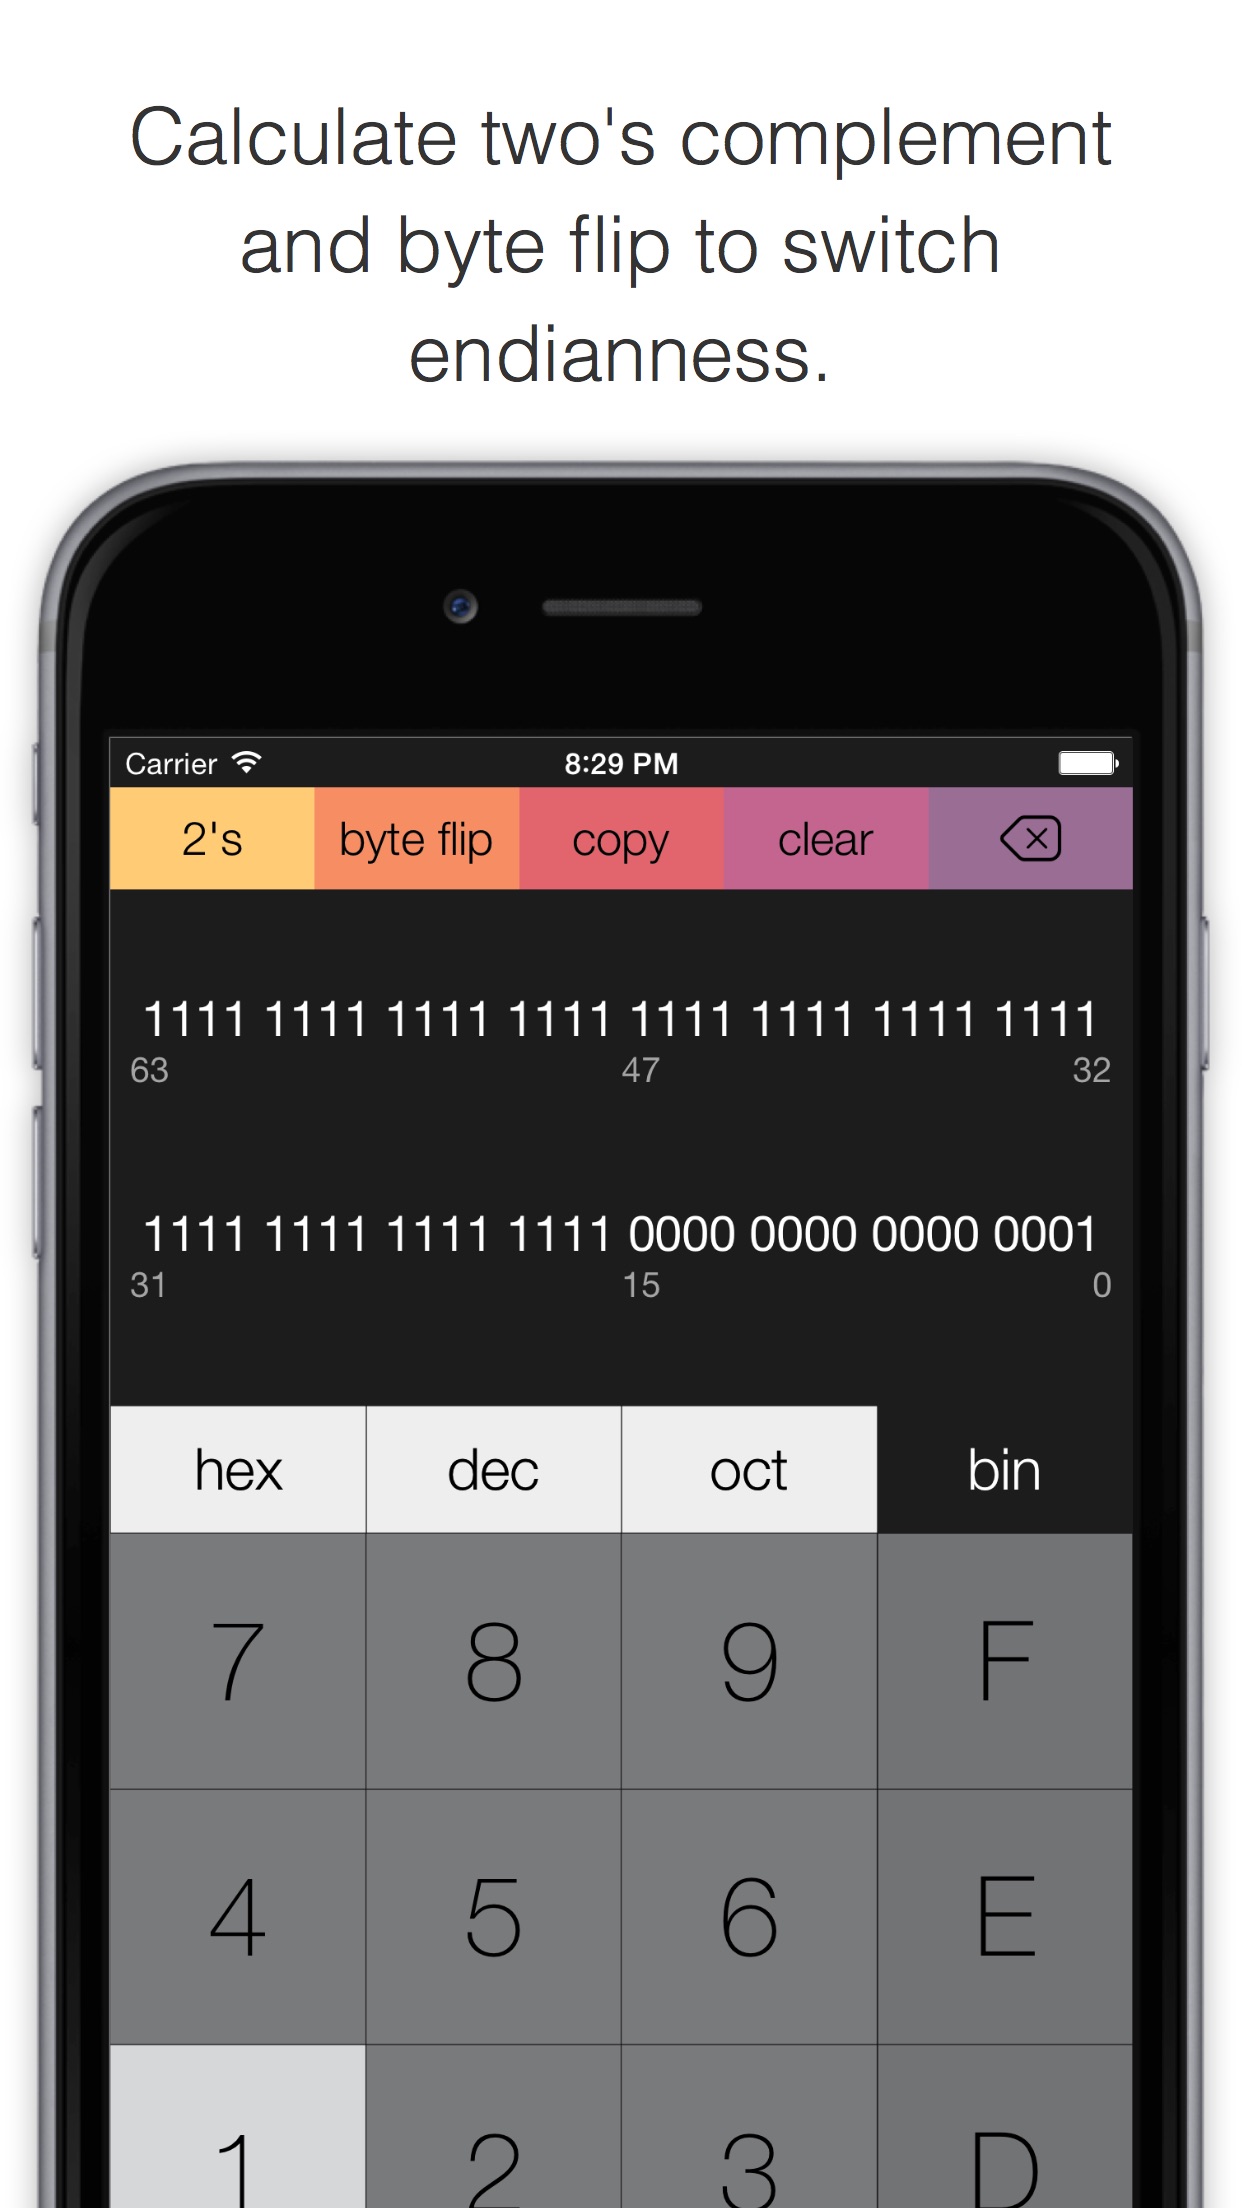 Calculate two's complement
and byte flip to switch
endianness.
Carrier 8:29 PM
2's byte flip copy clear
1111 1111 1111 1111 1111 1111 1111 1111
63 47 32
1111 1111 1111 1111 0000 0000 0000 0001
31 15 0
hex dec oct bin
7 8 9 F
4 5 6 E
1 2 3 D